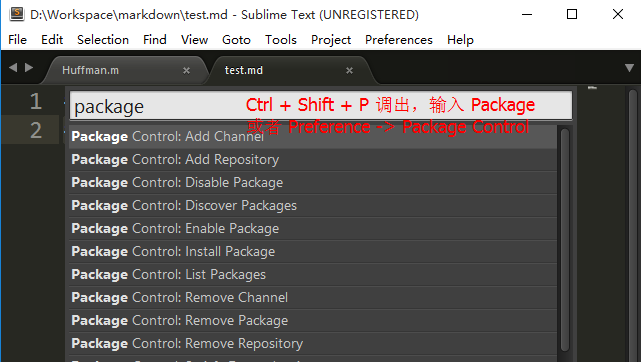 D:\Workspace\markdown\test.md - Sublime Text (UNREGISTERED)
File Edit Selection Find View Goto Tools Project Preferences Help
Huffman.m × test.md ×
1
2
package
Ctrl + Shift + P 调出，输入 Package
或者 Preference -> Package Control
Package Control: Add Channel
Package Control: Add Repository
Package Control: Disable Package
Package Control: Discover Packages
Package Control: Enable Package
Package Control: Install Package
Package Control: List Packages
Package Control: Remove Channel
Package Control: Remove Package
Package Control: Remove Repository